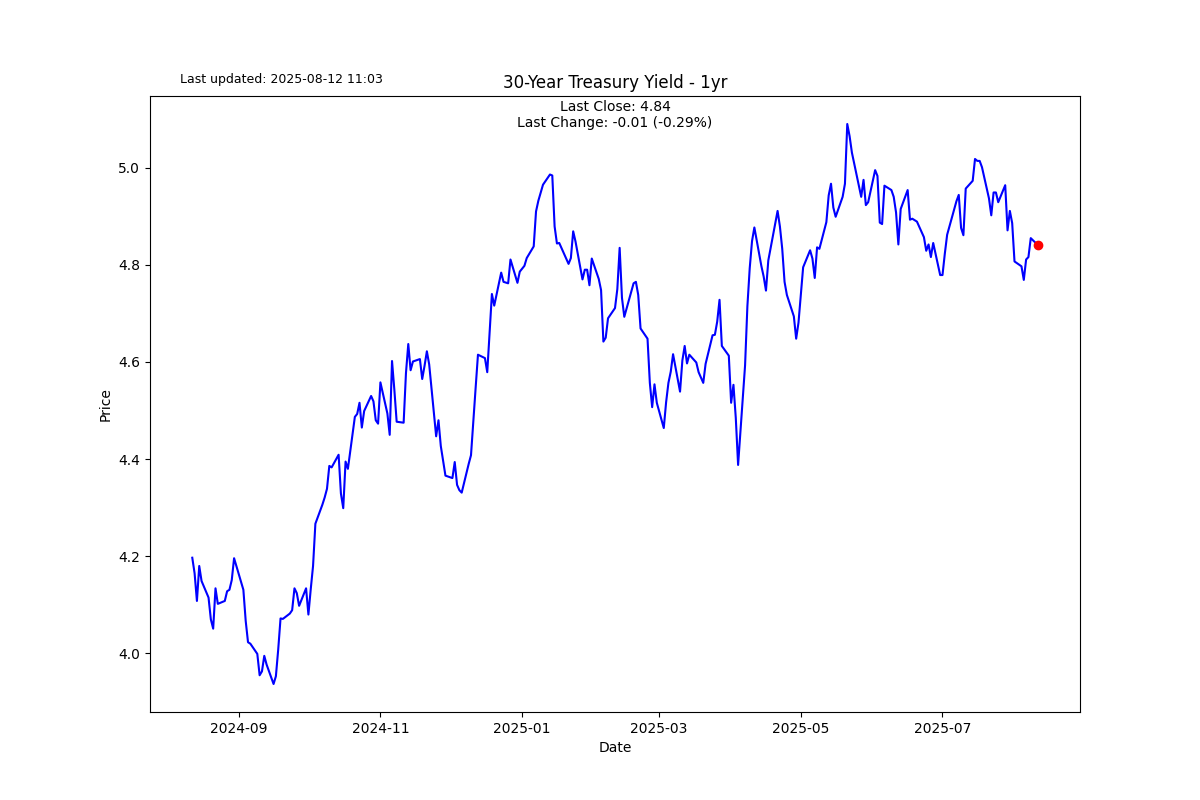 Last updated: 2025-08-12 11:03
30-Year Treasury Yield - 1yr
Last Close: 4.84
Last Change: -0.01 (-0.29%)
Price
5.0
4.8
4.6
4.4
4.2
4.0
2024-09
2024-11
2025-01
2025-03
2025-05
2025-07
Date